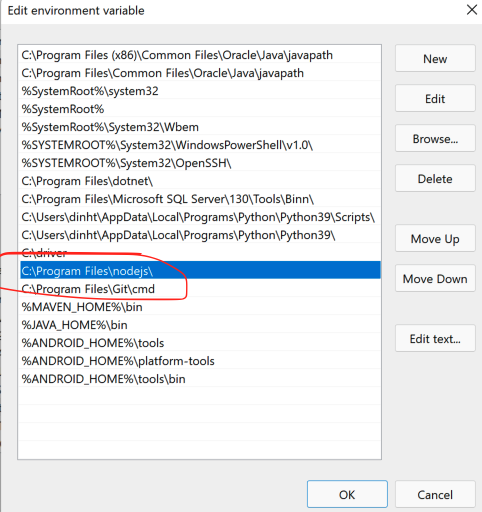 Edit environment variable
C:\Program Files (x86)\Common Files\Oracle\Java\javapath
C:\Program Files\Common Files\Oracle\Java\javapath
%SystemRoot%\system32
%SystemRoot%
%SystemRoot%\System32\Wbem
%SYSTEMROOT%\System32\WindowsPowerShell\v1.0\
%SYSTEMROOT%\System32\OpenSSH\
C:\Program Files\dotnet\
C:\Program Files\Microsoft SQL Server\130\Tools\Binn\
C:\Users\dinht\AppData\Local\Programs\Python\Python39\Scripts\
C:\Users\dinht\AppData\Local\Programs\Python\Python39\
C:\driver
C:\Program Files\nodejs\
C:\Program Files\Git\cmd
%MAVEN_HOME%\bin
%JAVA_HOME%\bin
%ANDROID_HOME%\tools
%ANDROID_HOME%\platform-tools
%ANDROID_HOME%\tools\bin
New
Edit
Browse...
Delete
Move Up
Move Down
Edit text...
OK
Cancel